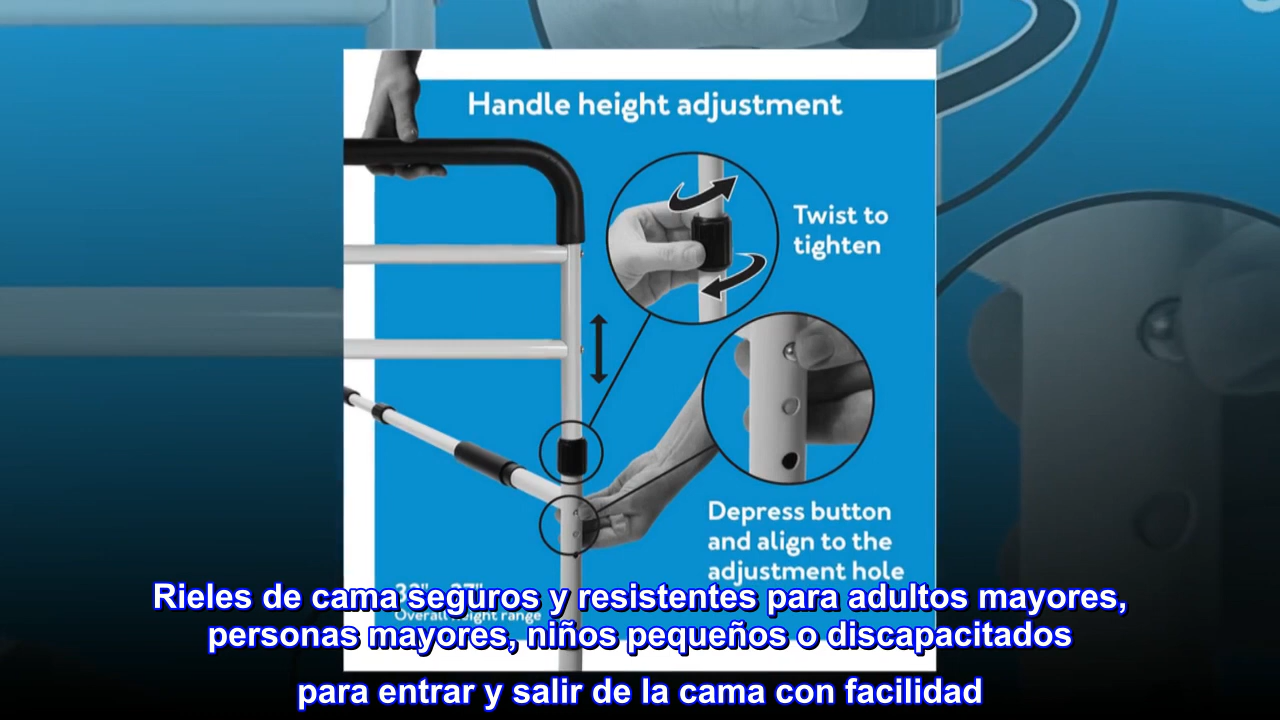 Handle height adjustment
Twist to
tighten
Depress button
and align to the
adjustment hole
Overall height range
Rieles de cama seguros y resistentes para adultos mayores,
personas mayores, niños pequeños o discapacitados
para entrar y salir de la cama con facilidad